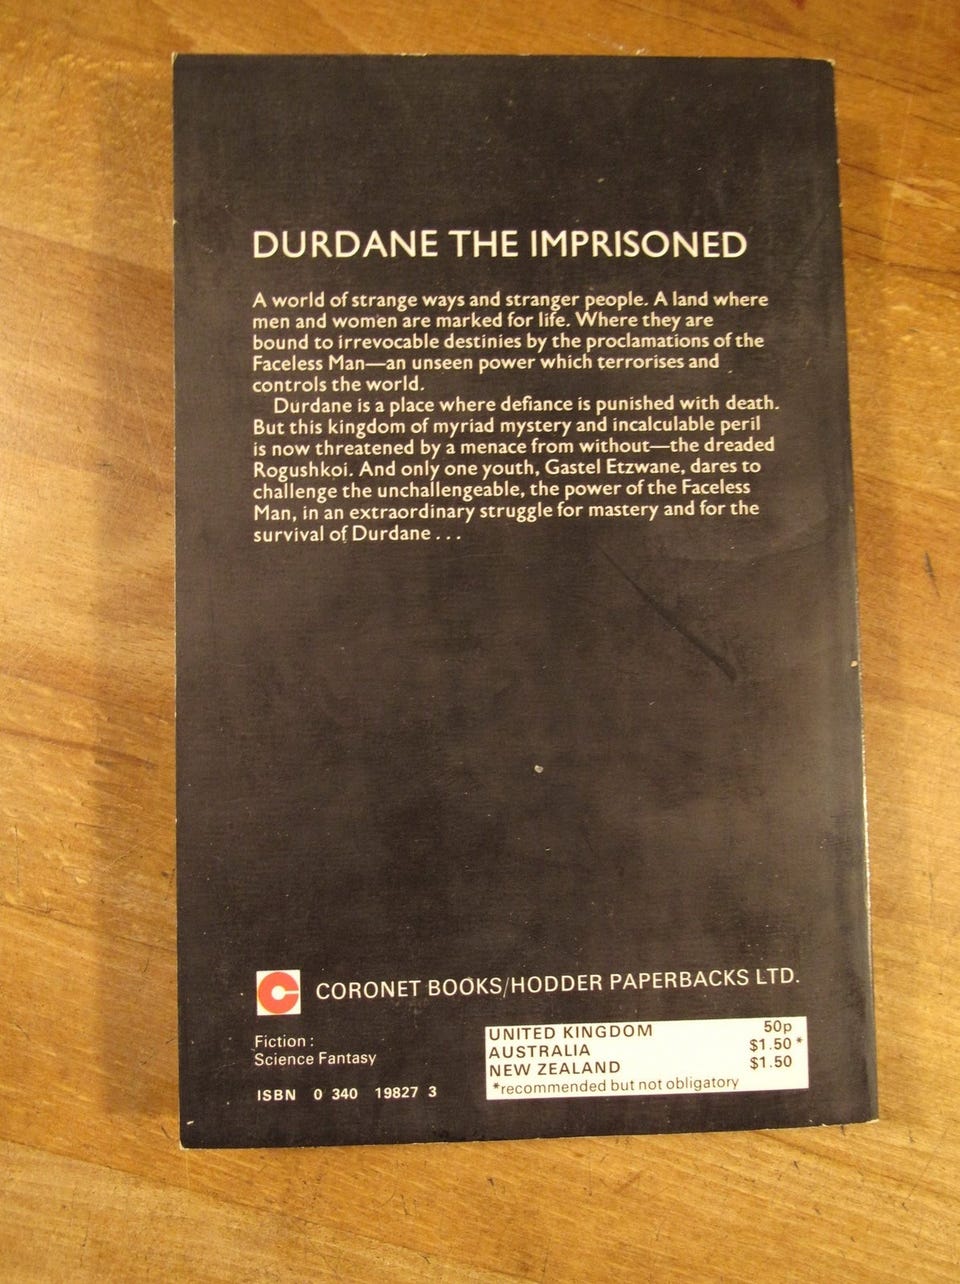 DURDANE THE IMPRISONED
A world of strange ways and stranger people. A land where
men and women are marked for life. Where they are
bound to irrevocable destinies by the proclamations of the
Faceless Man—an unseen power which terrorises and
controls the world.
Durdane is a place where defiance is punished with death.
But this kingdom of myriad mystery and incalculable peril
is now threatened by a menace from without—the dreaded
Rogushkoi. And only one youth, Gastel Etzwane, dares to
challenge the unchallengeable, the power of the Faceless
Man, in an extraordinary struggle for mastery and for the
survival of Durdane . . .
CORONET BOOKS/HODDER PAPERBACKS LTD.
Fiction :
Science Fantasy
ISBN 0 340 19827 3
UNITED KINGDOM 50p
AUSTRALIA $1.50 *
NEW ZEALAND $1.50
*recommended but not obligatory